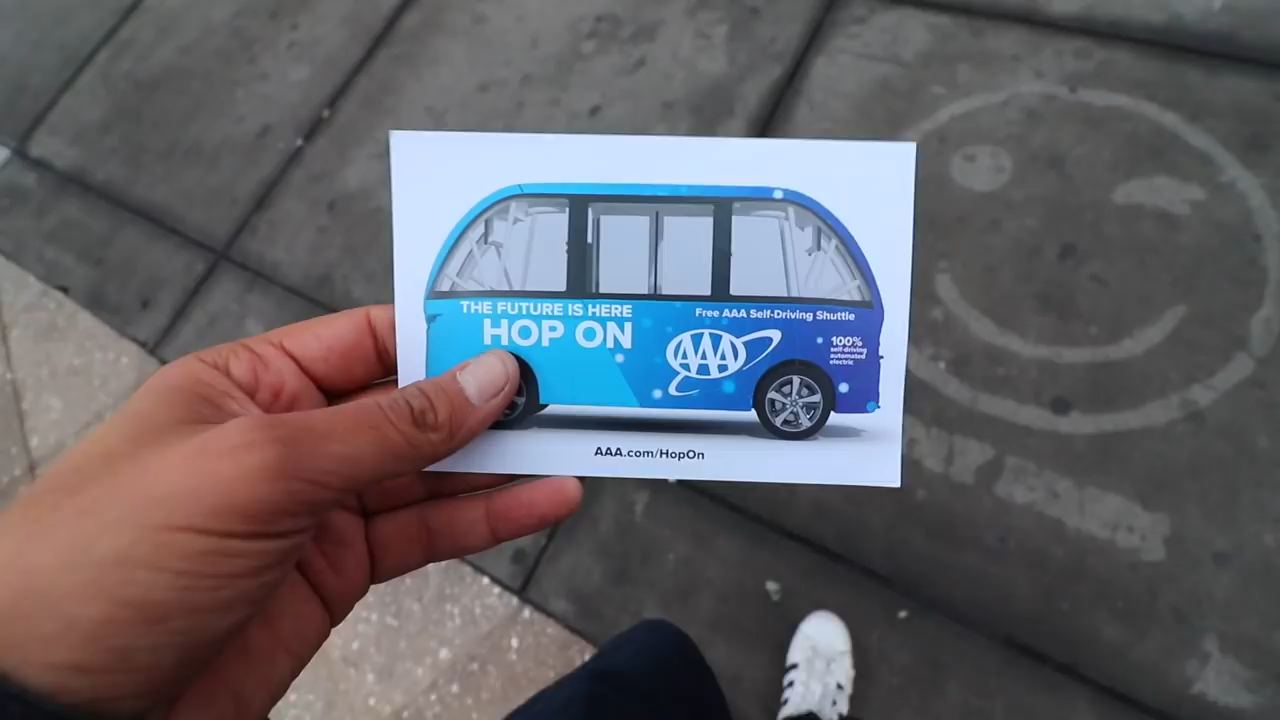 THE FUTURE IS HERE
HOP ON
Free AAA Self-Driving Shuttle
AAA
100%
self-driving
automated
electric
AAA.com/HopOn